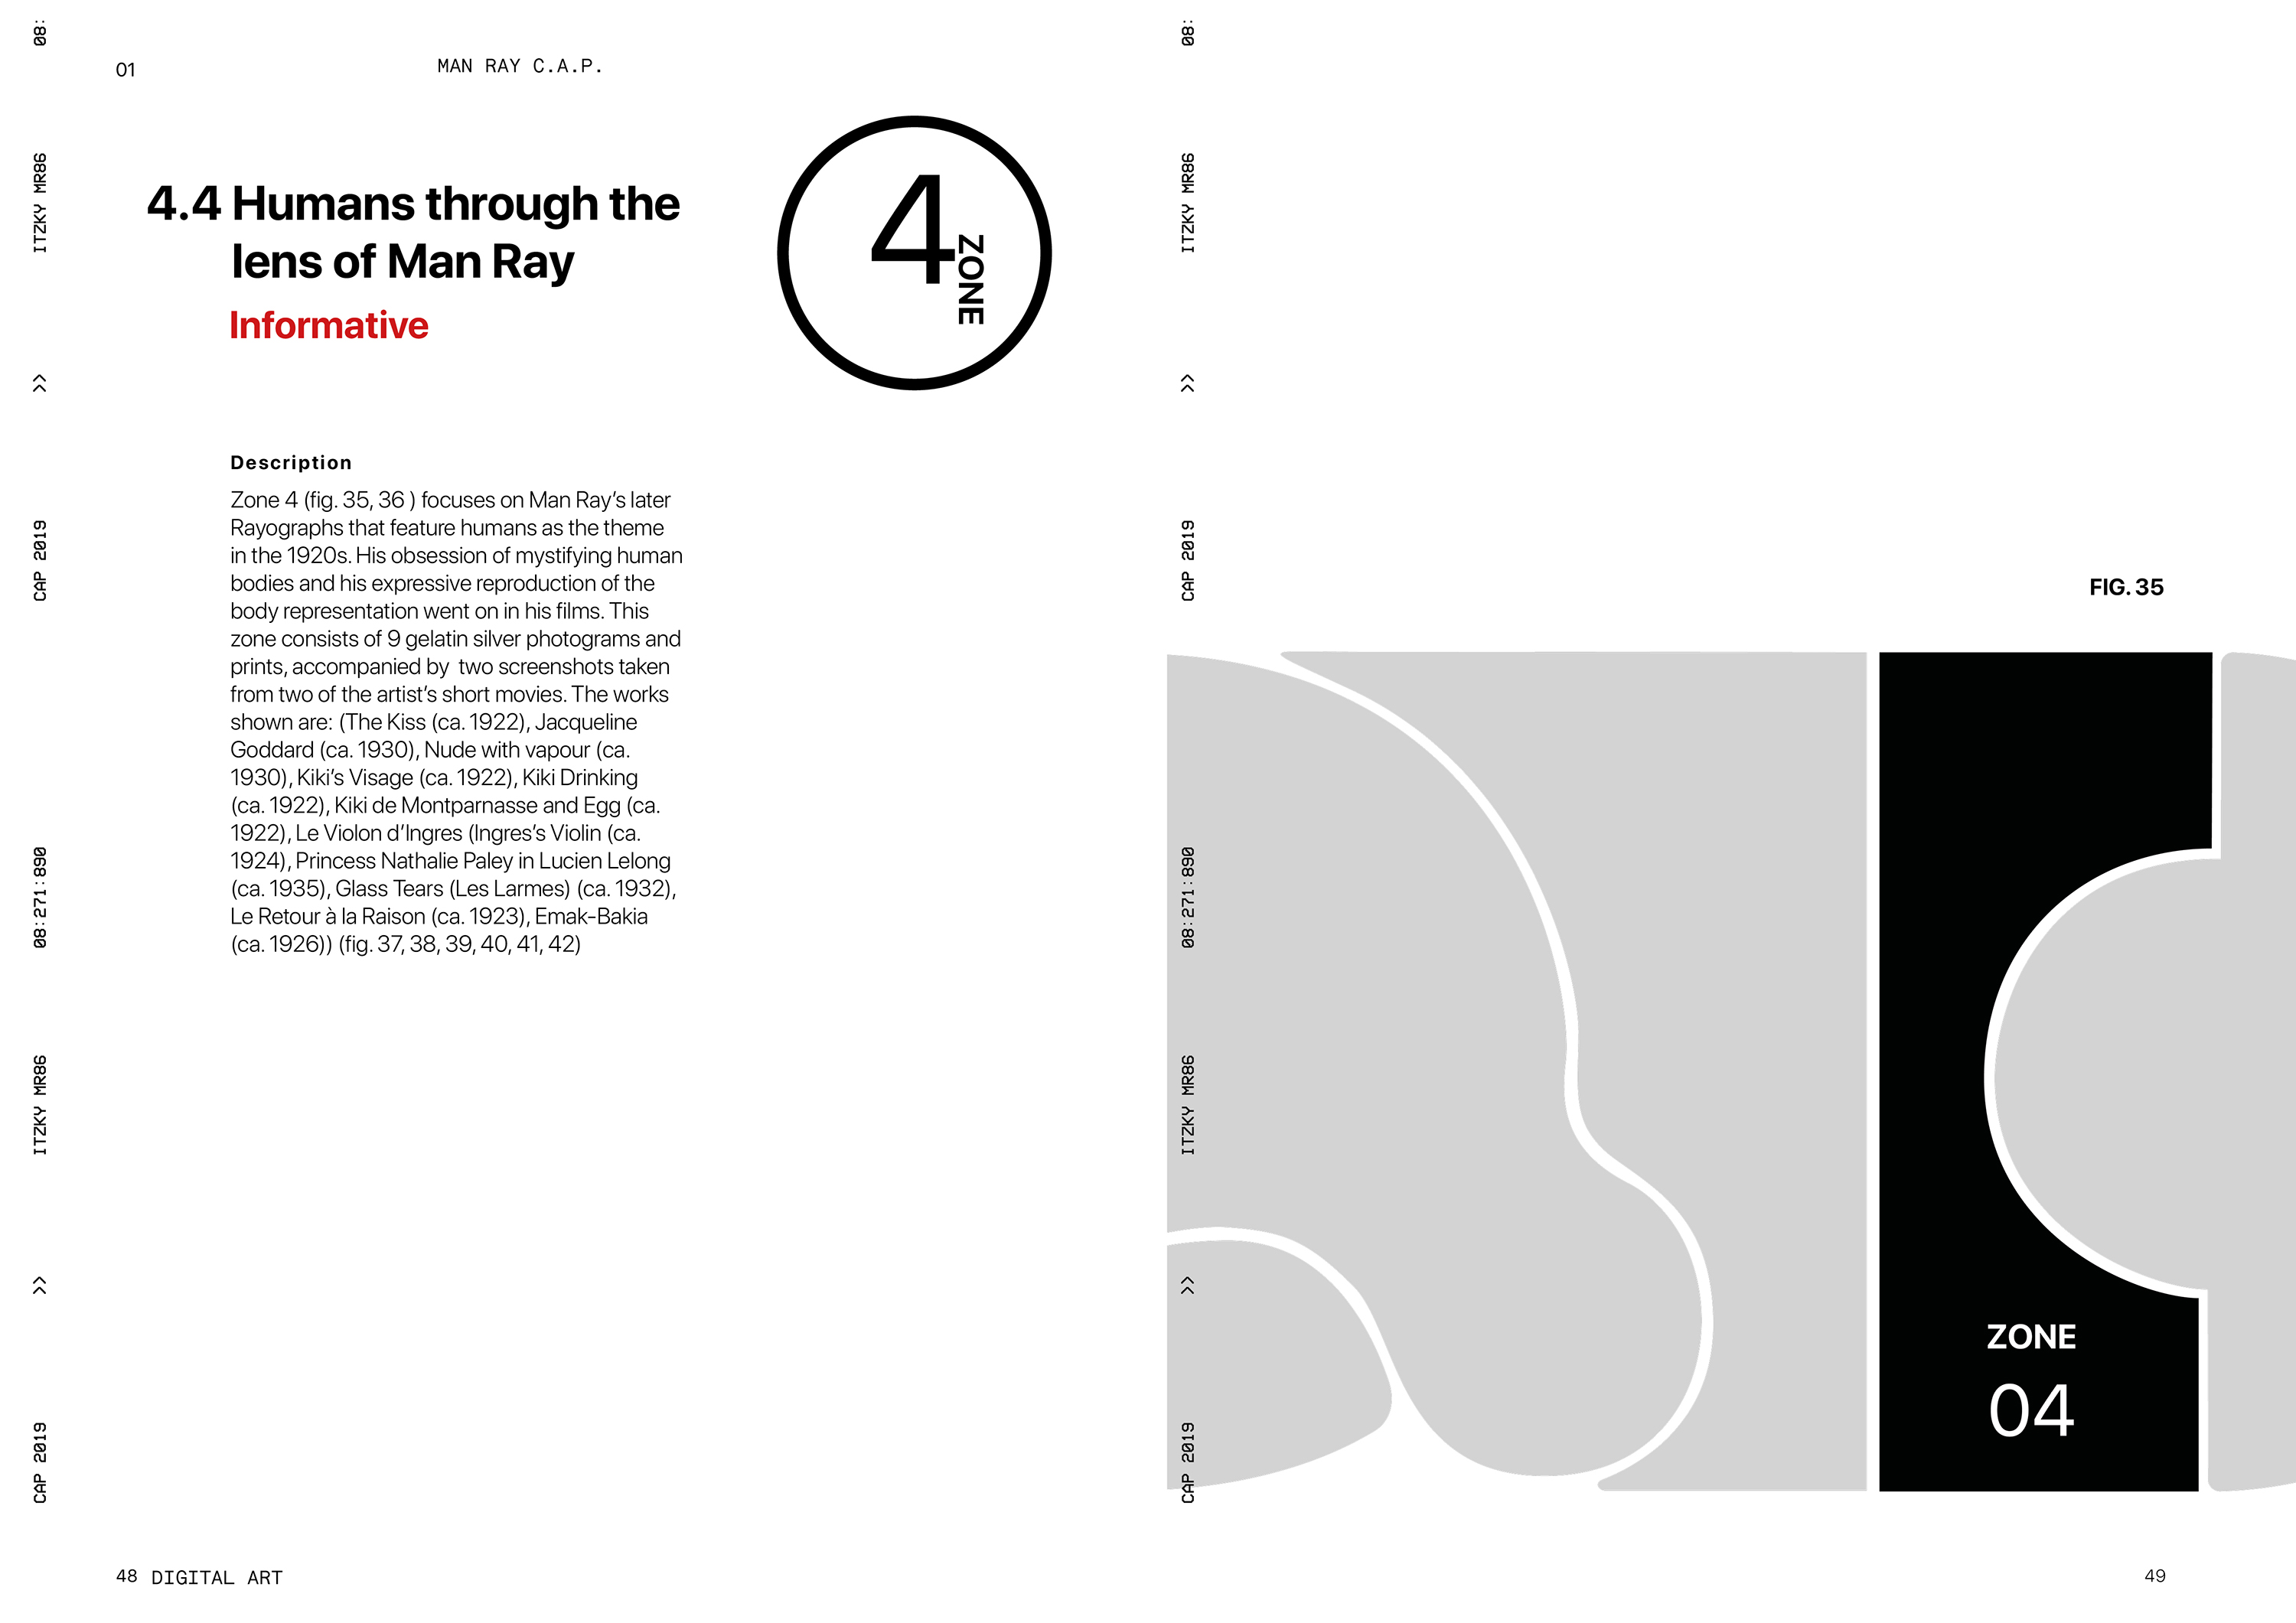 01
MAN RAY C.A.P.
4.4 Humans through the
lens of Man Ray
Informative
4
ZONE
Description
Zone 4 (fig. 35, 36 ) focuses on Man Ray’s later
Rayographs that feature humans as the theme
in the 1920s. His obsession of mystifying human
bodies and his expressive reproduction of the
body representation went on in his films. This
zone consists of 9 gelatin silver photograms and
prints, accompanied by  two screenshots taken
from two of the artist’s short movies. The works
shown are: (The Kiss (ca. 1922), Jacqueline
Goddard (ca. 1930), Nude with vapour (ca.
1930), Kiki’s Visage (ca. 1922), Kiki Drinking
(ca. 1922), Kiki de Montparnasse and Egg (ca.
1922), Le Violon d’Ingres (Ingres’s Violin (ca.
1924), Princess Nathalie Paley in Lucien Lelong
(ca. 1935), Glass Tears (Les Larmes) (ca. 1932),
Le Retour à la Raison (ca. 1923), Emak-Bakia
(ca. 1926)) (fig. 37, 38, 39, 40, 41, 42)
CAP 2019 >> ITZKY MR86 08:271:890 CAP 2019 >> ITZKY MR86 08:
48 DIGITAL ART
CAP 2019 >> ITZKY MR86 08:271:890 CAP 2019 >> ITZKY MR86 08:
FIG. 35
ZONE
04
49